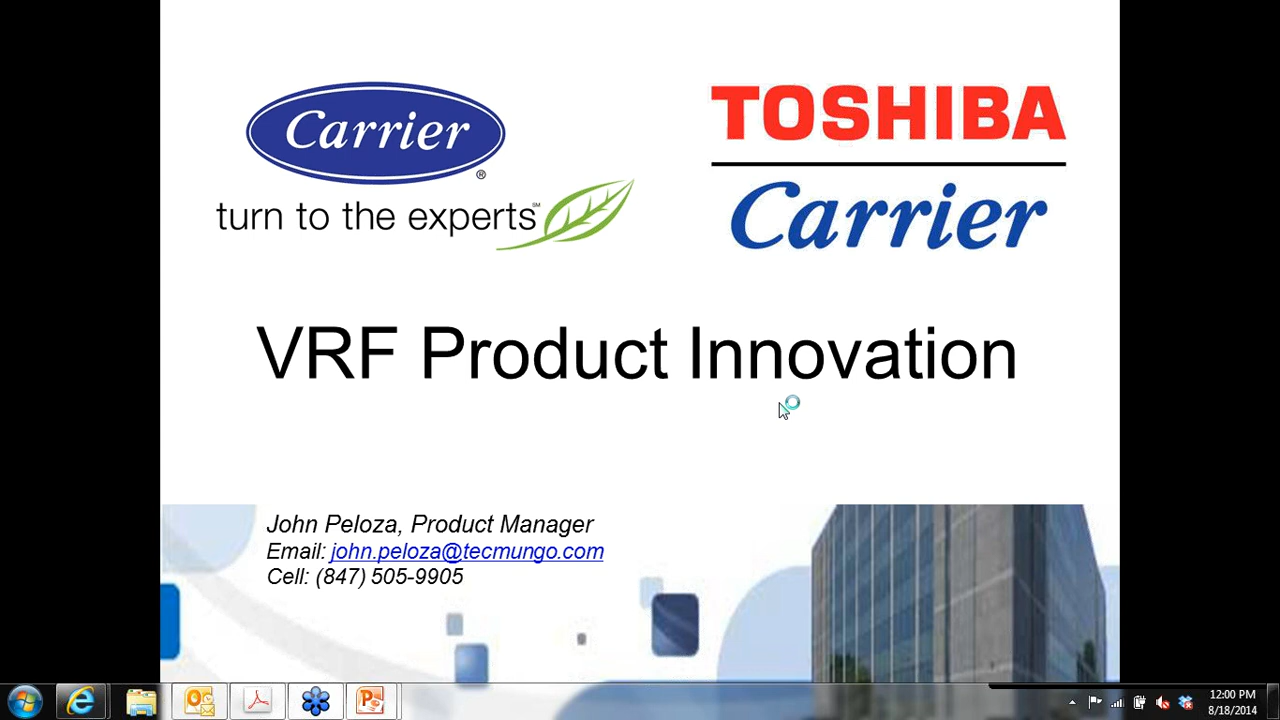 Carrier
®
turn to the experts℠
TOSHIBA
Carrier
VRF Product Innovation
John Peloza, Product Manager
Email: john.peloza@tecmungo.com
Cell: (847) 505-9905
12:00 PM
8/18/2014